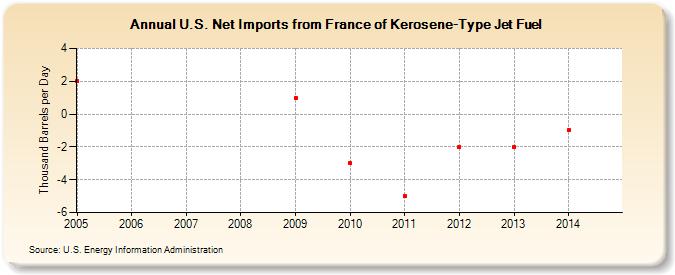 Annual U.S. Net Imports from France of Kerosene-Type Jet Fuel
Thousand Barrels per Day
4
2
0
-2
-4
-6
2005 2006 2007 2008 2009 2010 2011 2012 2013 2014
Source: U.S. Energy Information Administration